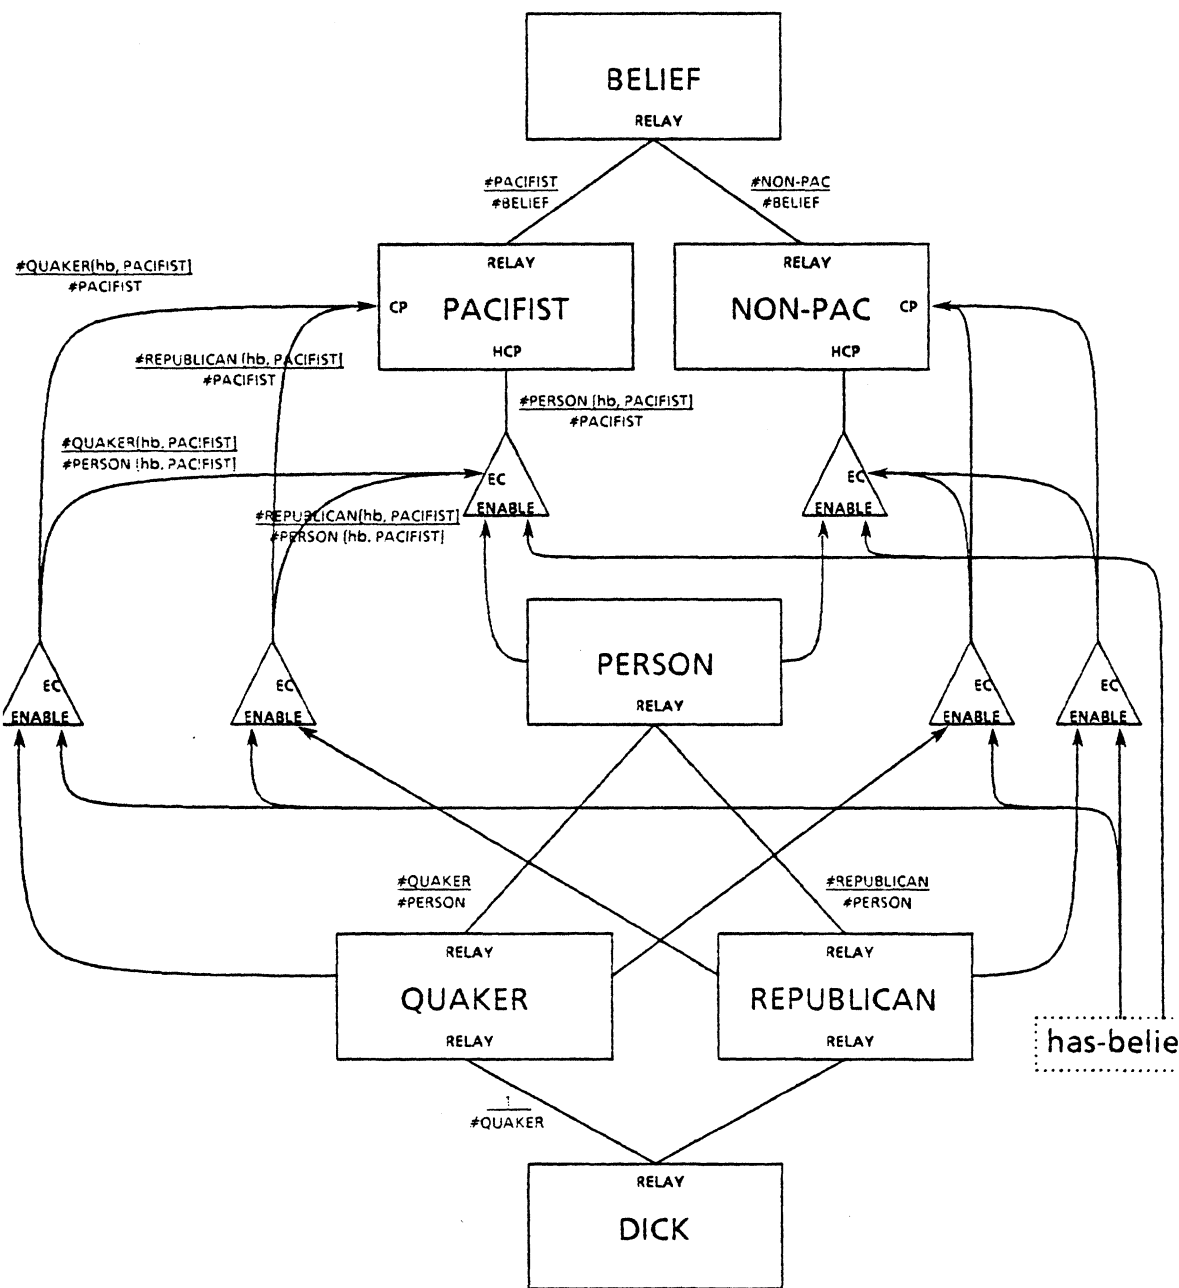 BELIEF
RELAY
#PACIFIST
#BELIEF
#NON-PAC
#BELIEF
#QUAKER[hb, PACIFIST]
#PACIFIST
RELAY
CP PACIFIST
HCP
RELAY
NON-PAC CP
HCP
#REPUBLICAN [hb, PACIFIST]
#PACIFIST
#PERSON [hb, PACIFIST]
#PACIFIST
#QUAKER[hb, PACIFIST]
#PERSON [hb, PACIFIST]
EC
ENABLE
EC
ENABLE
#REPUBLICAN[hb, PACIFIST]
#PERSON [hb, PACIFIST]
PERSON
RELAY
EC
ENABLE
EC
ENABLE
EC
ENABLE
EC
ENABLE
#QUAKER
#PERSON
#REPUBLICAN
#PERSON
RELAY
QUAKER
RELAY
RELAY
REPUBLICAN
RELAY
has-belie
1
#QUAKER
RELAY
DICK